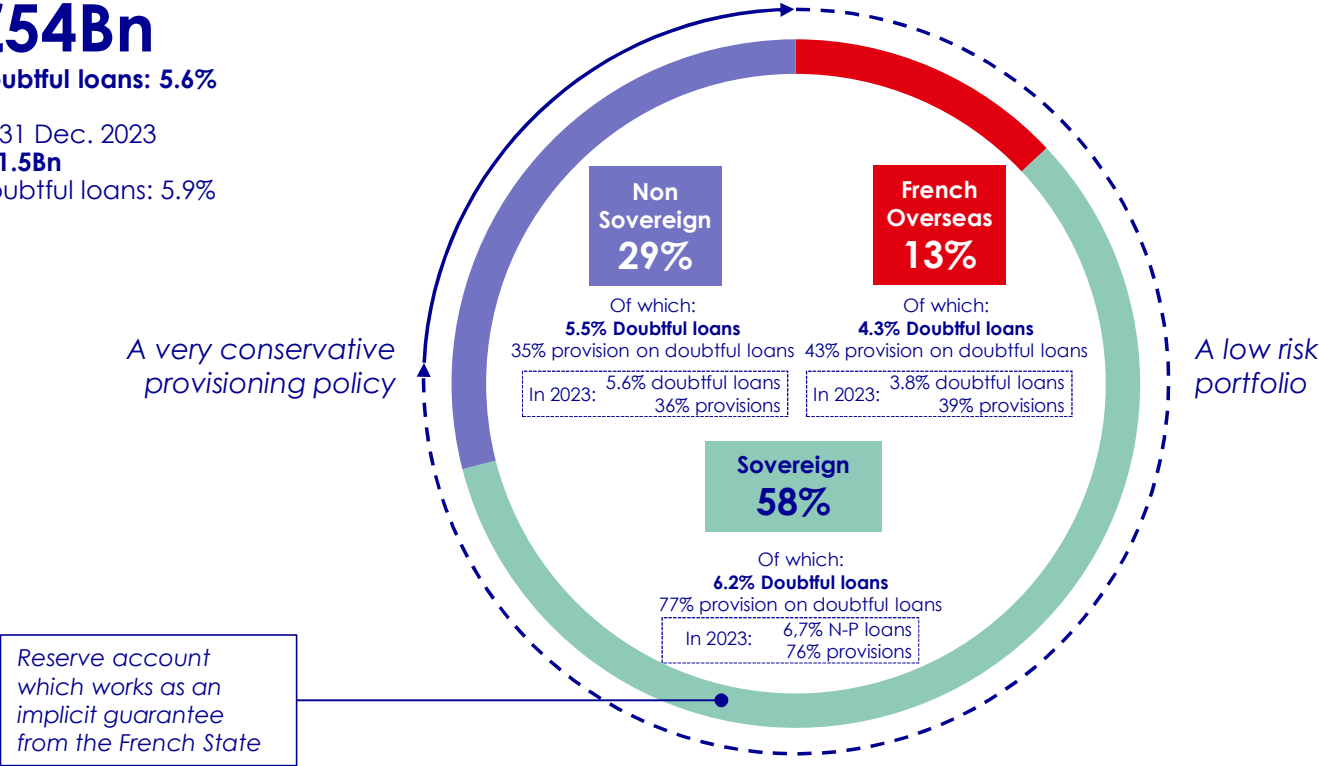 54Bn
doubtful loans: 5.6%
31 Dec. 2023
1.5Bn
doubtful loans: 5.9%
Non
Sovereign
29%
Of which:
5.5% Doubtful loans
35% provision on doubtful loans
In 2023: 5.6% doubtful loans
36% provisions
French
Overseas
13%
Of which:
4.3% Doubtful loans
43% provision on doubtful loans
In 2023: 3.8% doubtful loans
39% provisions
A very conservative
provisioning policy
A low risk
portfolio
Sovereign
58%
Of which:
6.2% Doubtful loans
77% provision on doubtful loans
In 2023: 6,7% N-P loans
76% provisions
Reserve account
which works as an
implicit guarantee
from the French State